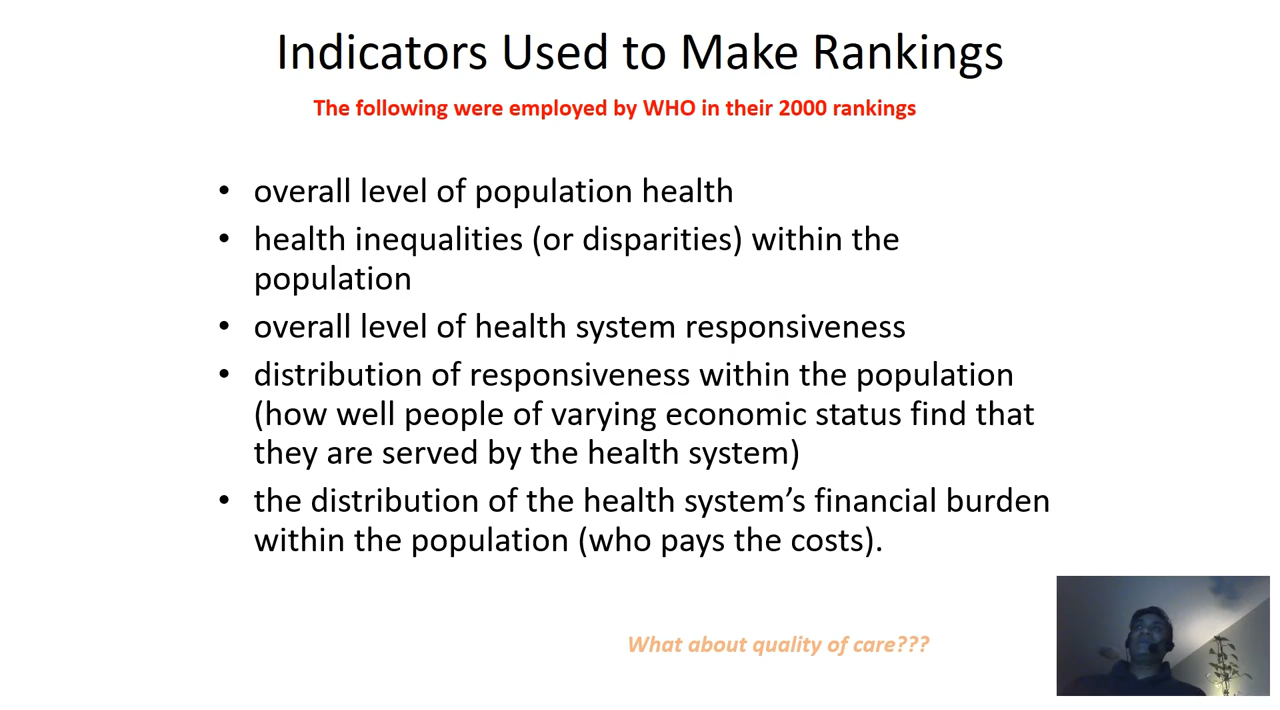 Indicators Used to Make Rankings
The following were employed by WHO in their 2000 rankings
• overall level of population health
• health inequalities (or disparities) within the
population
• overall level of health system responsiveness
• distribution of responsiveness within the population
(how well people of varying economic status find that
they are served by the health system)
• the distribution of the health system’s financial burden
within the population (who pays the costs).
What about quality of care???